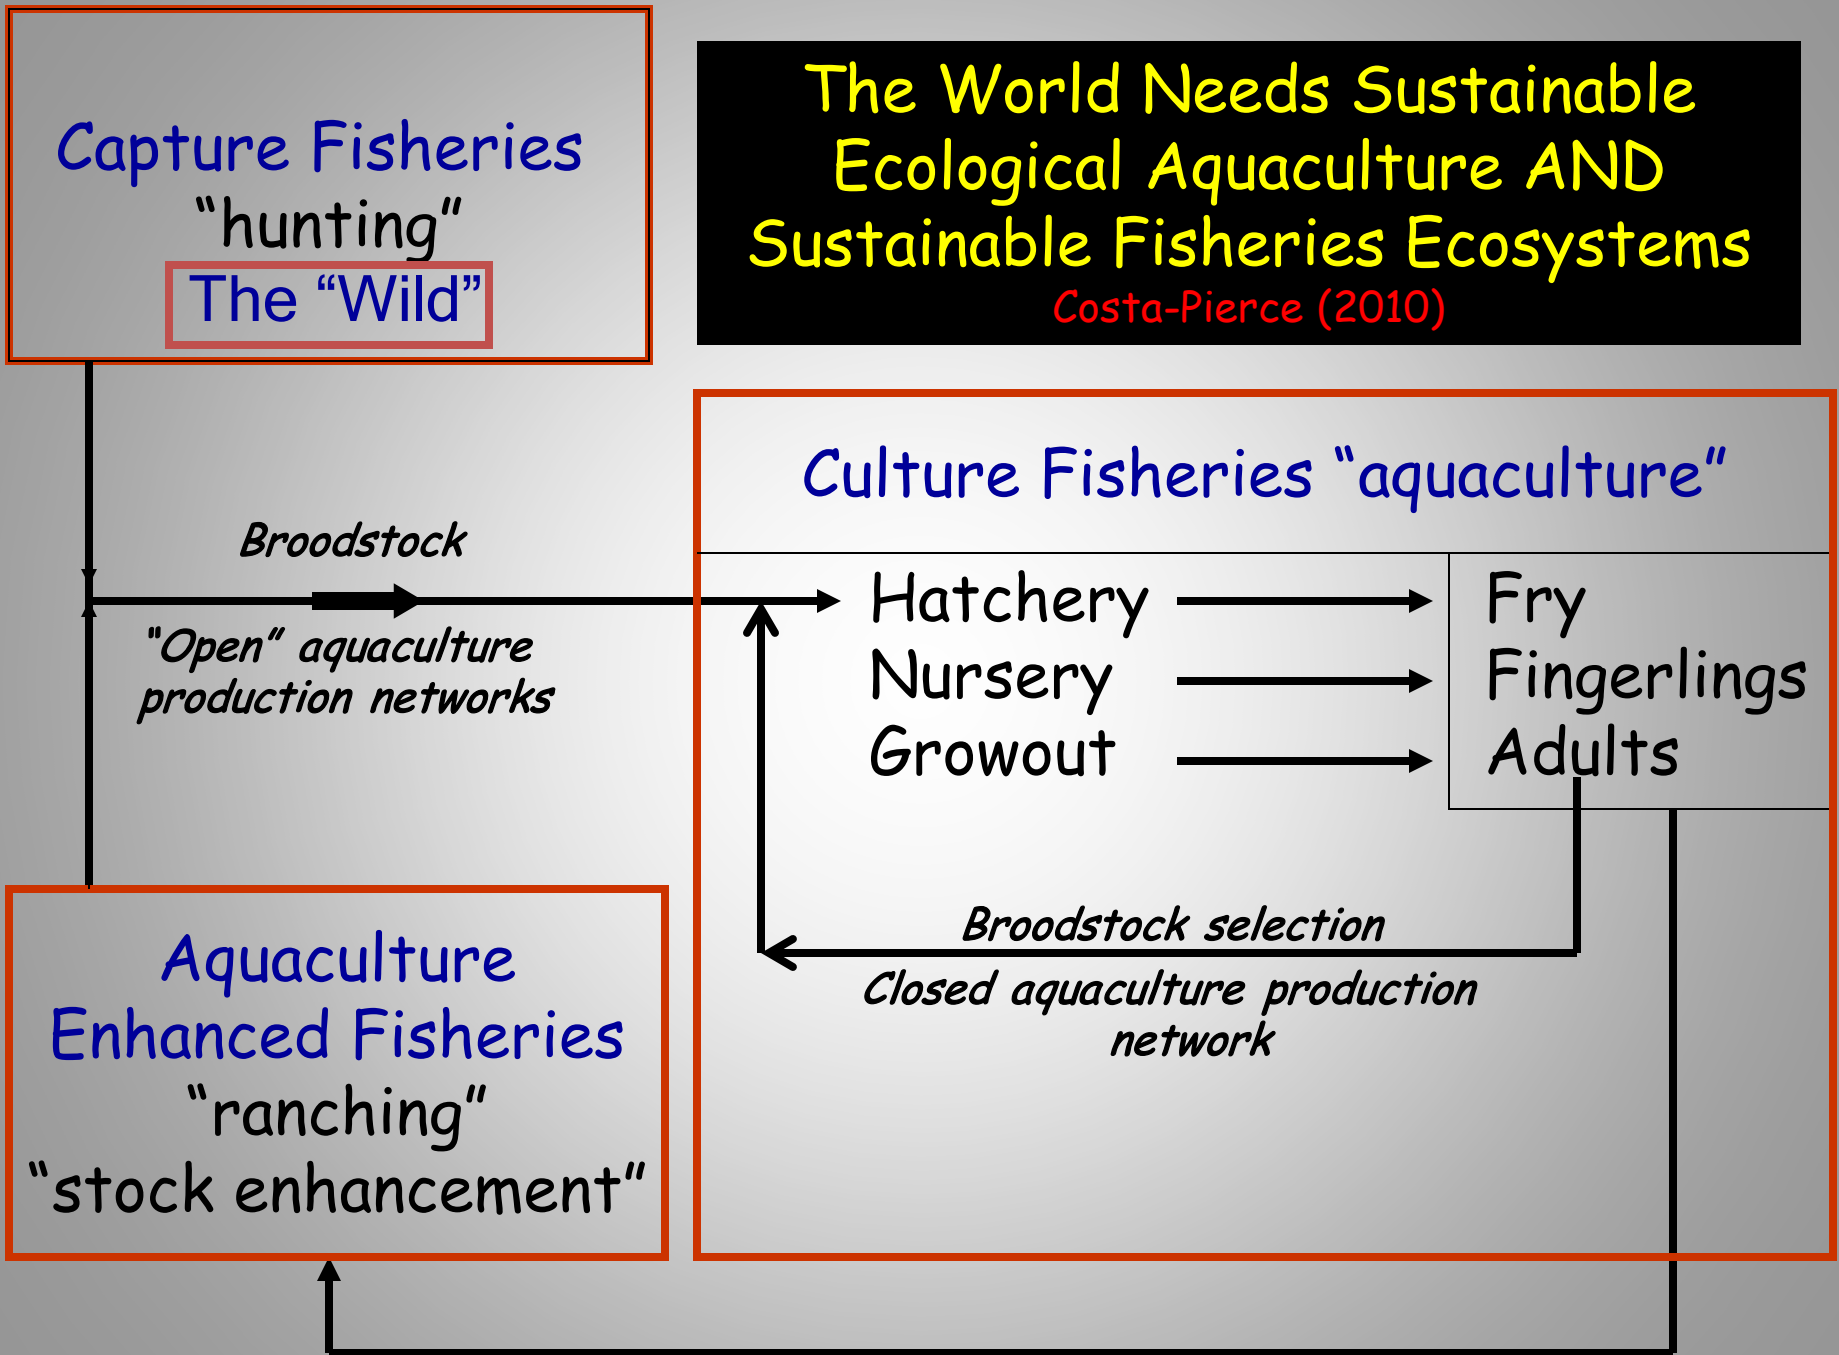 Capture Fisheries
“hunting”
The “Wild”
The World Needs Sustainable
Ecological Aquaculture AND
Sustainable Fisheries Ecosystems
Costa-Pierce (2010)
Culture Fisheries “aquaculture”
Broodstock
“Open” aquaculture
production networks
Hatchery
Nursery
Growout
Fry
Fingerlings
Adults
Broodstock selection
Closed aquaculture production
network
Aquaculture
Enhanced Fisheries
“ranching”
“stock enhancement”